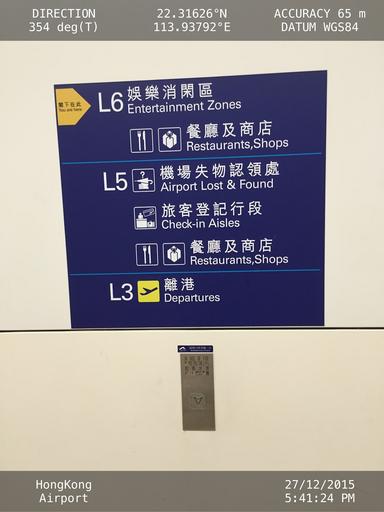 DIRECTION 22.31626°N ACCURACY 65 m
354 deg(T) 113.93792°E DATUM WGS84
閣下在此
You are here
L6 娛樂消閑區
Entertainment Zones
餐廳及商店
Restaurants,Shops
L5 機場失物認領處
Airport Lost & Found
旅客登記行段
Check-in Aisles
餐廳及商店
Restaurants,Shops
L3 離港
Departures
HongKong 27/12/2015
Airport 5:41:24 PM